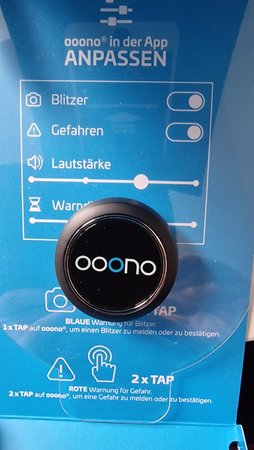 ooono® in der App
ANPASSEN
Blitzer
Gefahren
Lautstärke
ooono
TAP
BLAUE Warnung für Blitzer.
1 x TAP auf ooono®, um einen Blitzer zu melden oder zu bestätigen.
2 x TAP
ROTE Warnung für Gefahr.
2 x TAP auf ooono®, um eine Gefahr zu melden oder zu bestätigen.